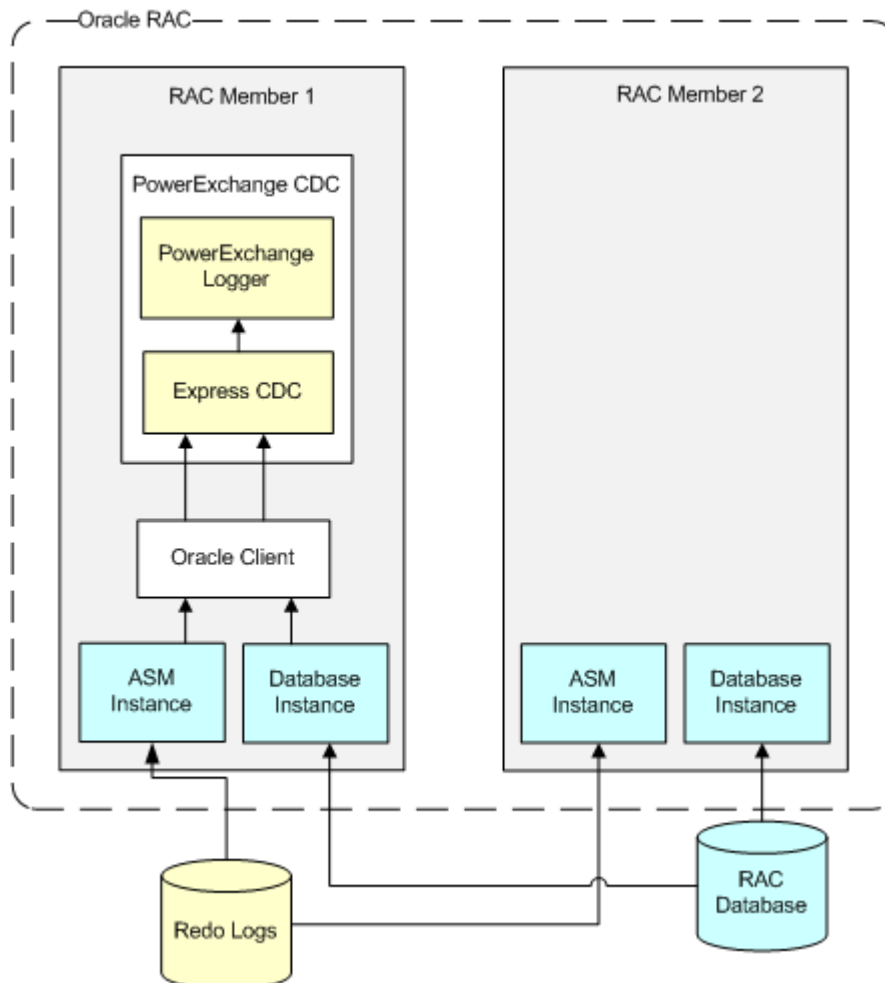 Oracle RAC
RAC Member 1
PowerExchange CDC
PowerExchange
Logger
Express CDC
Oracle Client
ASM
Instance
Database
Instance
RAC Member 2
ASM
Instance
Database
Instance
Redo Logs
RAC
Database